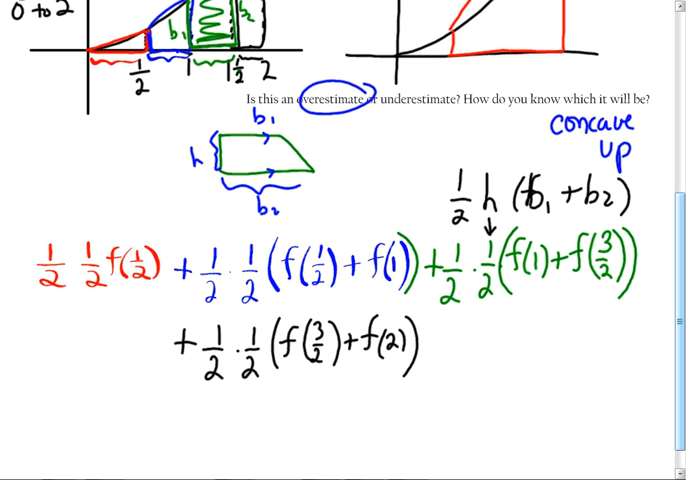 0 to 2
b₁ b₂
1/2 1 1 1/2 2
Is this an overestimate or underestimate? How do you know which it will be?
concave
up
b₁
h
b₂
1/2 h (b₁ + b₂)
1/2 1/2 f(1/2) + 1/2 · 1/2 (f(1/2) + f(1)) + 1/2 · 1/2 (f(1) + f(3/2))
+ 1/2 · 1/2 (f(3/2) + f(2))